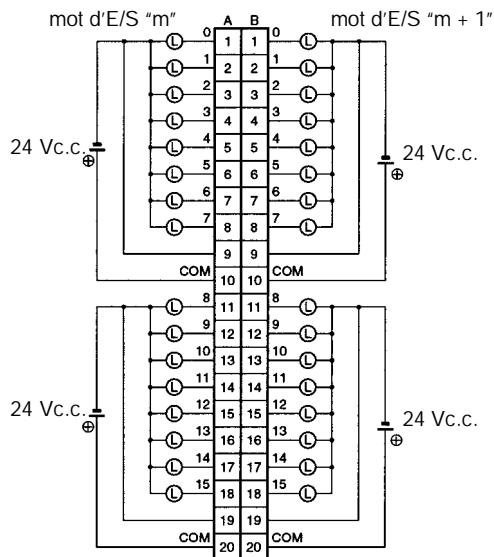 mot d'E/S "m" A B mot d'E/S "m + 1"
0 1 1 0
L L
1 2 2 1
L L
2 3 3 2
L L
3 4 4 3
L L
24 Vc.c. 4 5 5 4 24 Vc.c.
⊕ L L ⊕
5 6 6 5
L L
6 7 7 6
L L
7 8 8 7
L L
9 9
COM 10 10 COM
8 11 11 8
L L
9 12 12 9
L L
10 13 13 10
L L
11 14 14 11
L L
24 Vc.c. 12 15 15 12 24 Vc.c.
⊕ L L ⊕
13 16 16 13
L L
14 17 17 14
L L
15 18 18 15
L L
19 19
COM 20 20 COM